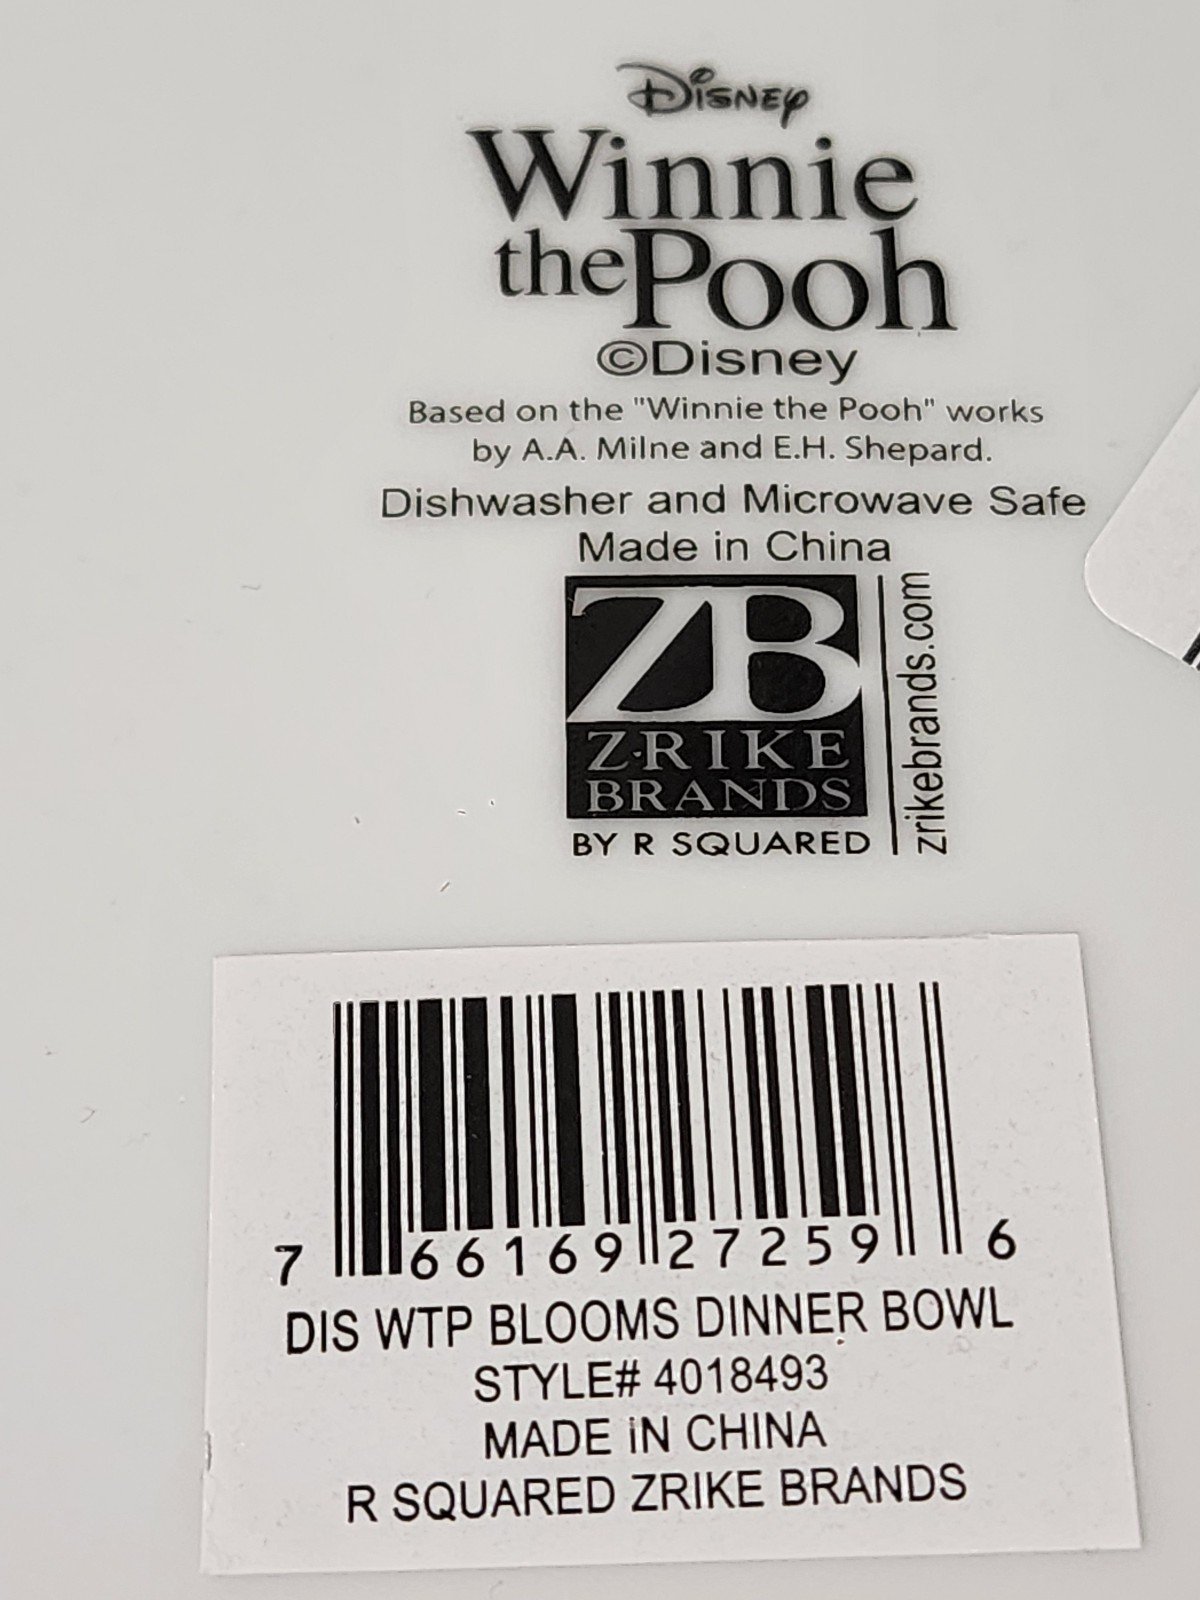 Disney
Winnie
the Pooh
©Disney
Based on the "Winnie the Pooh" works
by A.A. Milne and E.H. Shepard.
Dishwasher and Microwave Safe
Made in China
ZB
Z·RIKE
BRANDS
BY R SQUARED
zrikebrands.com
7 66169 27259 6
DIS WTP BLOOMS DINNER BOWL
STYLE# 4018493
MADE IN CHINA
R SQUARED ZRIKE BRANDS